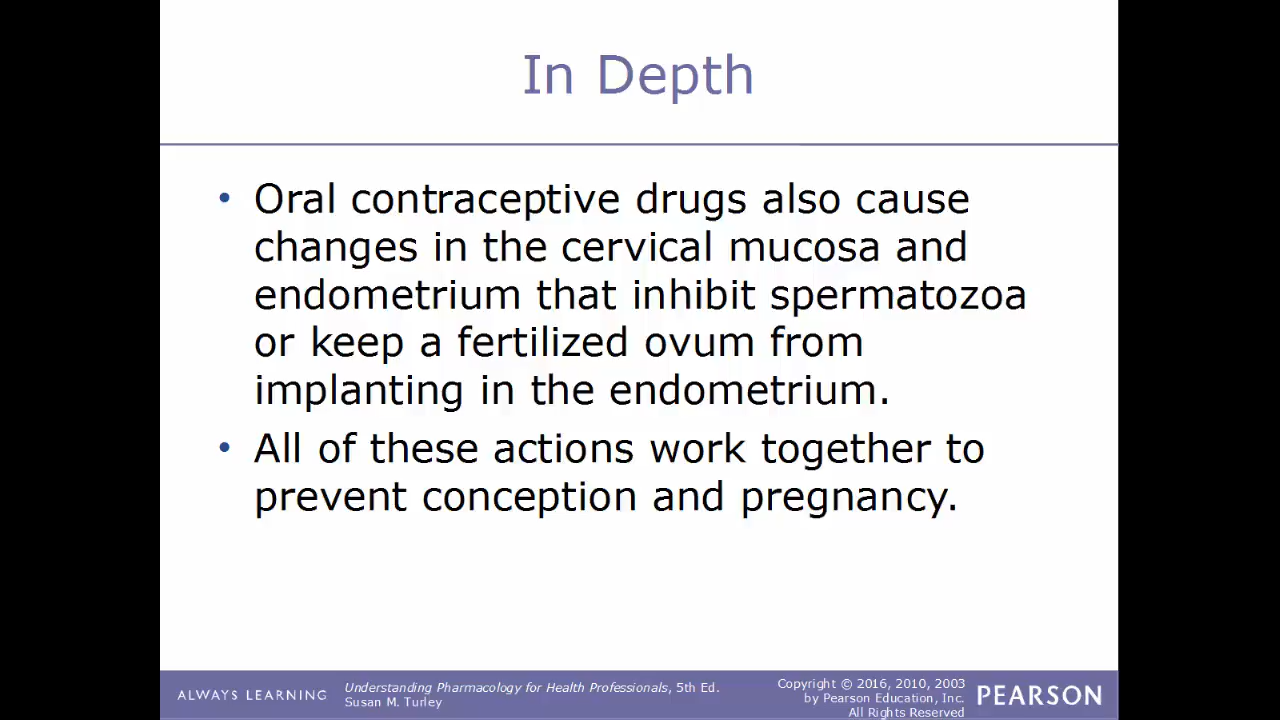 In Depth
• Oral contraceptive drugs also cause
changes in the cervical mucosa and
endometrium that inhibit spermatozoa
or keep a fertilized ovum from
implanting in the endometrium.
• All of these actions work together to
prevent conception and pregnancy.
ALWAYS LEARNING
Understanding Pharmacology for Health Professionals, 5th Ed.
Susan M. Turley
Copyright © 2016, 2010, 2003
by Pearson Education, Inc.
All Rights Reserved
PEARSON